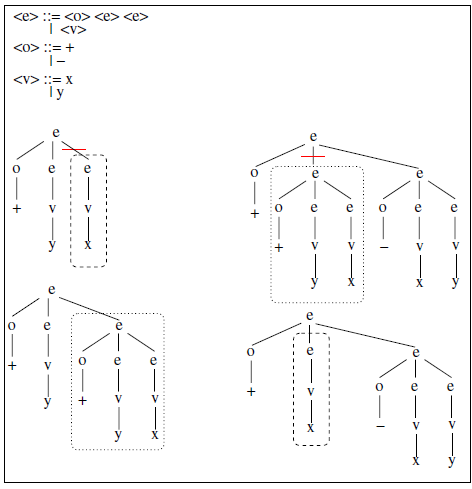 <e> ::= <o> <e> <e>
| <v>
<o> ::= +
| −
<v> ::= x
| y
e
o e e
+ v v
y x
e
o e e
+ o e e o e e
+ v v − v v
y x x y
e
o e e
+ v o e e
y + v v
y x
e
o e e
+ v o e e
x − v v
x y